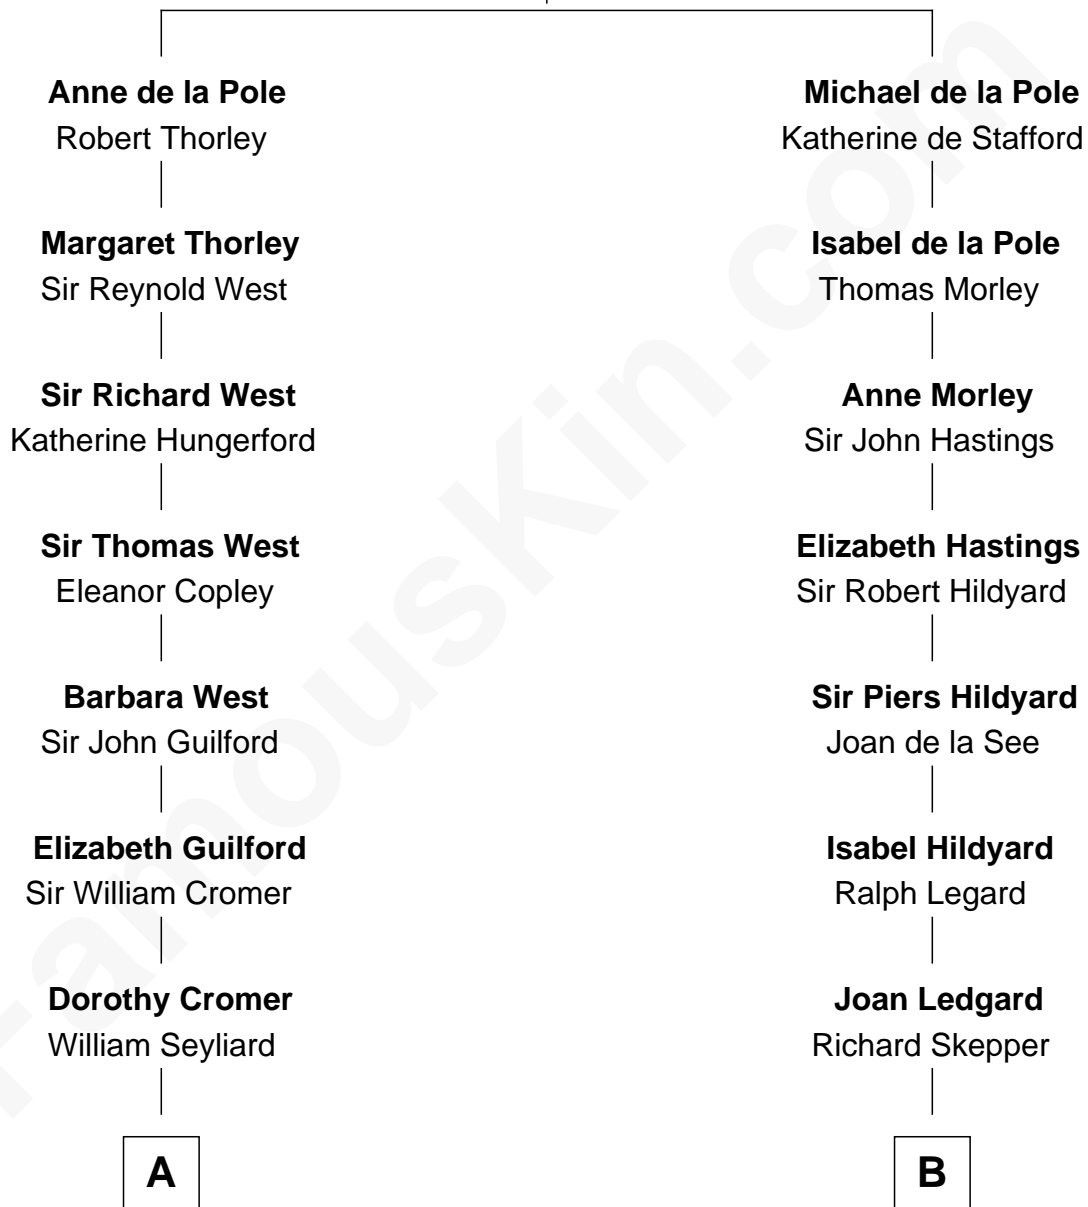 Anne de la Pole
Robert Thorley
Margaret Thorley
Sir Reynold West
Sir Richard West
Katherine Hungerford
Sir Thomas West
Eleanor Copley
Barbara West
Sir John Guilford
Elizabeth Guilford
Sir William Cromer
Dorothy Cromer
William Seyliard
A
Michael de la Pole
Katherine de Stafford
Isabel de la Pole
Thomas Morley
Anne Morley
Sir John Hastings
Elizabeth Hastings
Sir Robert Hildyard
Sir Piers Hildyard
Joan de la See
Isabel Hildyard
Ralph Legard
Joan Ledgard
Richard Skepper
B
FamousKin.com